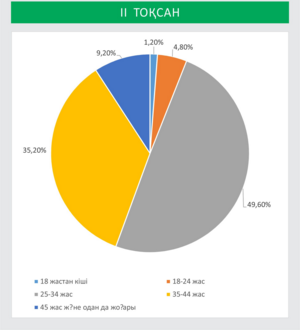 II ТОҚСАН
1,20%
9,20%
4,80%
35,20%
49,60%
18 жастан кіші
18-24 жас
25-34 жас
35-44 жас
45 жас ж?не одан да жо?ары